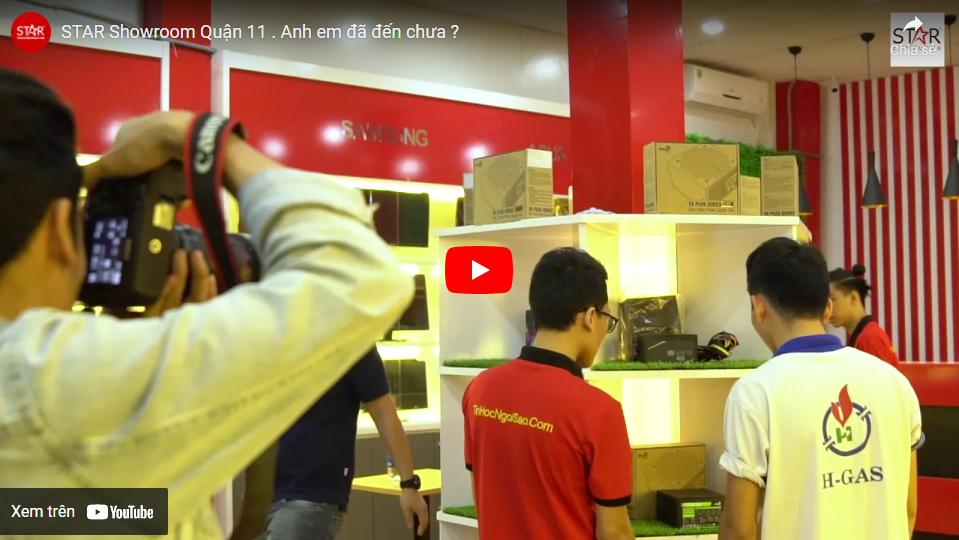 STAR Showroom Quận 11 . Anh em đã đến chưa ?
STAR
STAR
Chia sẻ
Canon
SAMSUNG
TinHocNgoiSao.Com
H
H-GAS
Xem trên YouTube